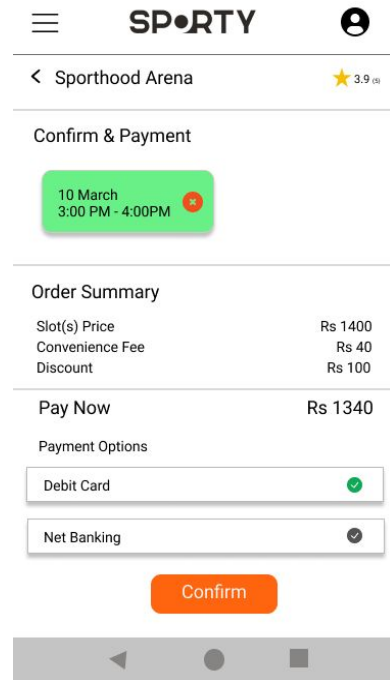 SPORTY
Sporthood Arena 3.9 (5)
Confirm & Payment
10 March
3:00 PM - 4:00PM
Order Summary
Slot(s) Price Rs 1400
Convenience Fee Rs 40
Discount Rs 100
Pay Now Rs 1340
Payment Options
Debit Card
Net Banking
Confirm